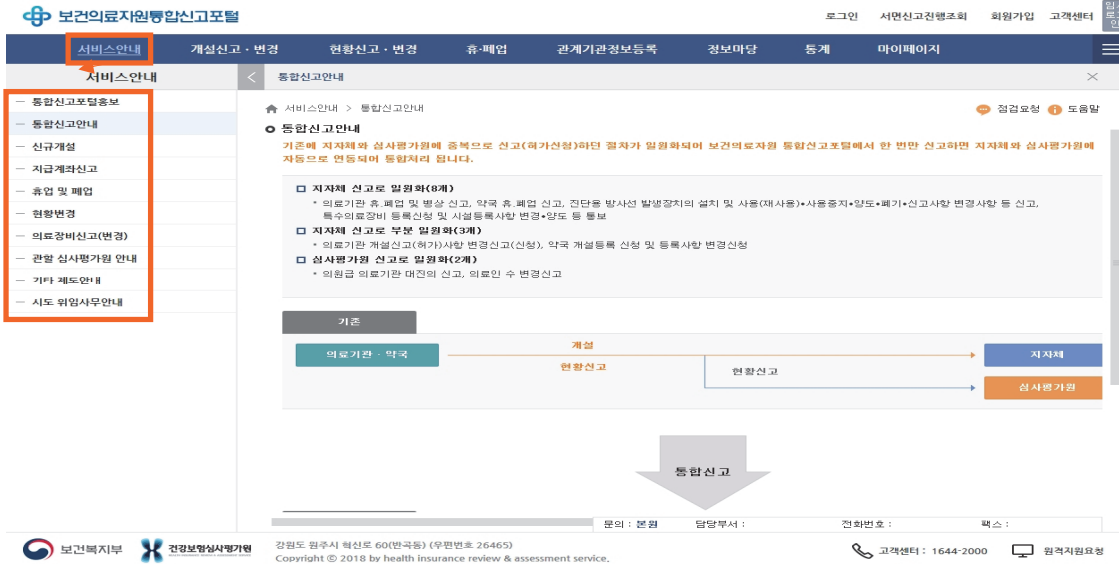 보건의료자원통합신고포털
로그인 서면신고진행조회 회원가입 고객센터
서비스안내 개설신고 · 변경 현황신고 · 변경 휴·폐업 관계기관정보등록 정보마당 통계 마이페이지
서비스안내
통합신고안내
통합신고포털홍보
통합신고안내
신규개설
지급계좌신고
휴업 및 폐업
현황변경
의료장비신고(변경)
관할 심사평가원 안내
기타 제도안내
시도 위임사무안내
서비스안내 > 통합신고안내
점검요청 도움말
통합신고안내
기존에 지자체와 심사평가원에 중복으로 신고(허가신청)하던 절차가 일원화되어 보건의료자원 통합신고포털에서 한 번만 신고하면 지자체와 심사평가원에
자동으로 연동되어 통합처리 됩니다.
지자체 신고로 일원화(8개)
* 의료기관 휴.폐업 및 병상 신고, 약국 휴.폐업 신고, 진단용 방사선 발생장치의 설치 및 사용(재사용)•사용중지•양도•폐기•신고사항 변경사항 등 신고,
특수의료장비 등록신청 및 시설등록사항 변경•양도 등 통보
지자체 신고로 부분 일원화(3개)
* 의료기관 개설신고(허가)사항 변경신고(신청), 약국 개설등록 신청 및 등록사항 변경신청
심사평가원 신고로 일원화(2개)
* 의원급 의료기관 대진의 신고, 의료인 수 변경신고
기존
의료기관 · 약국
개설
현황신고
현황신고
지자체
심사평가원
통합신고
문의 : 본원 담당부서 : 전화번호 : 팩스 :
보건복지부 건강보험심사평가원
강원도 원주시 혁신로 60(반곡동) (우편번호 26465)
Copyright © 2018 by health insurance review & assessment service.
고객센터 : 1644-2000 원격지원요청